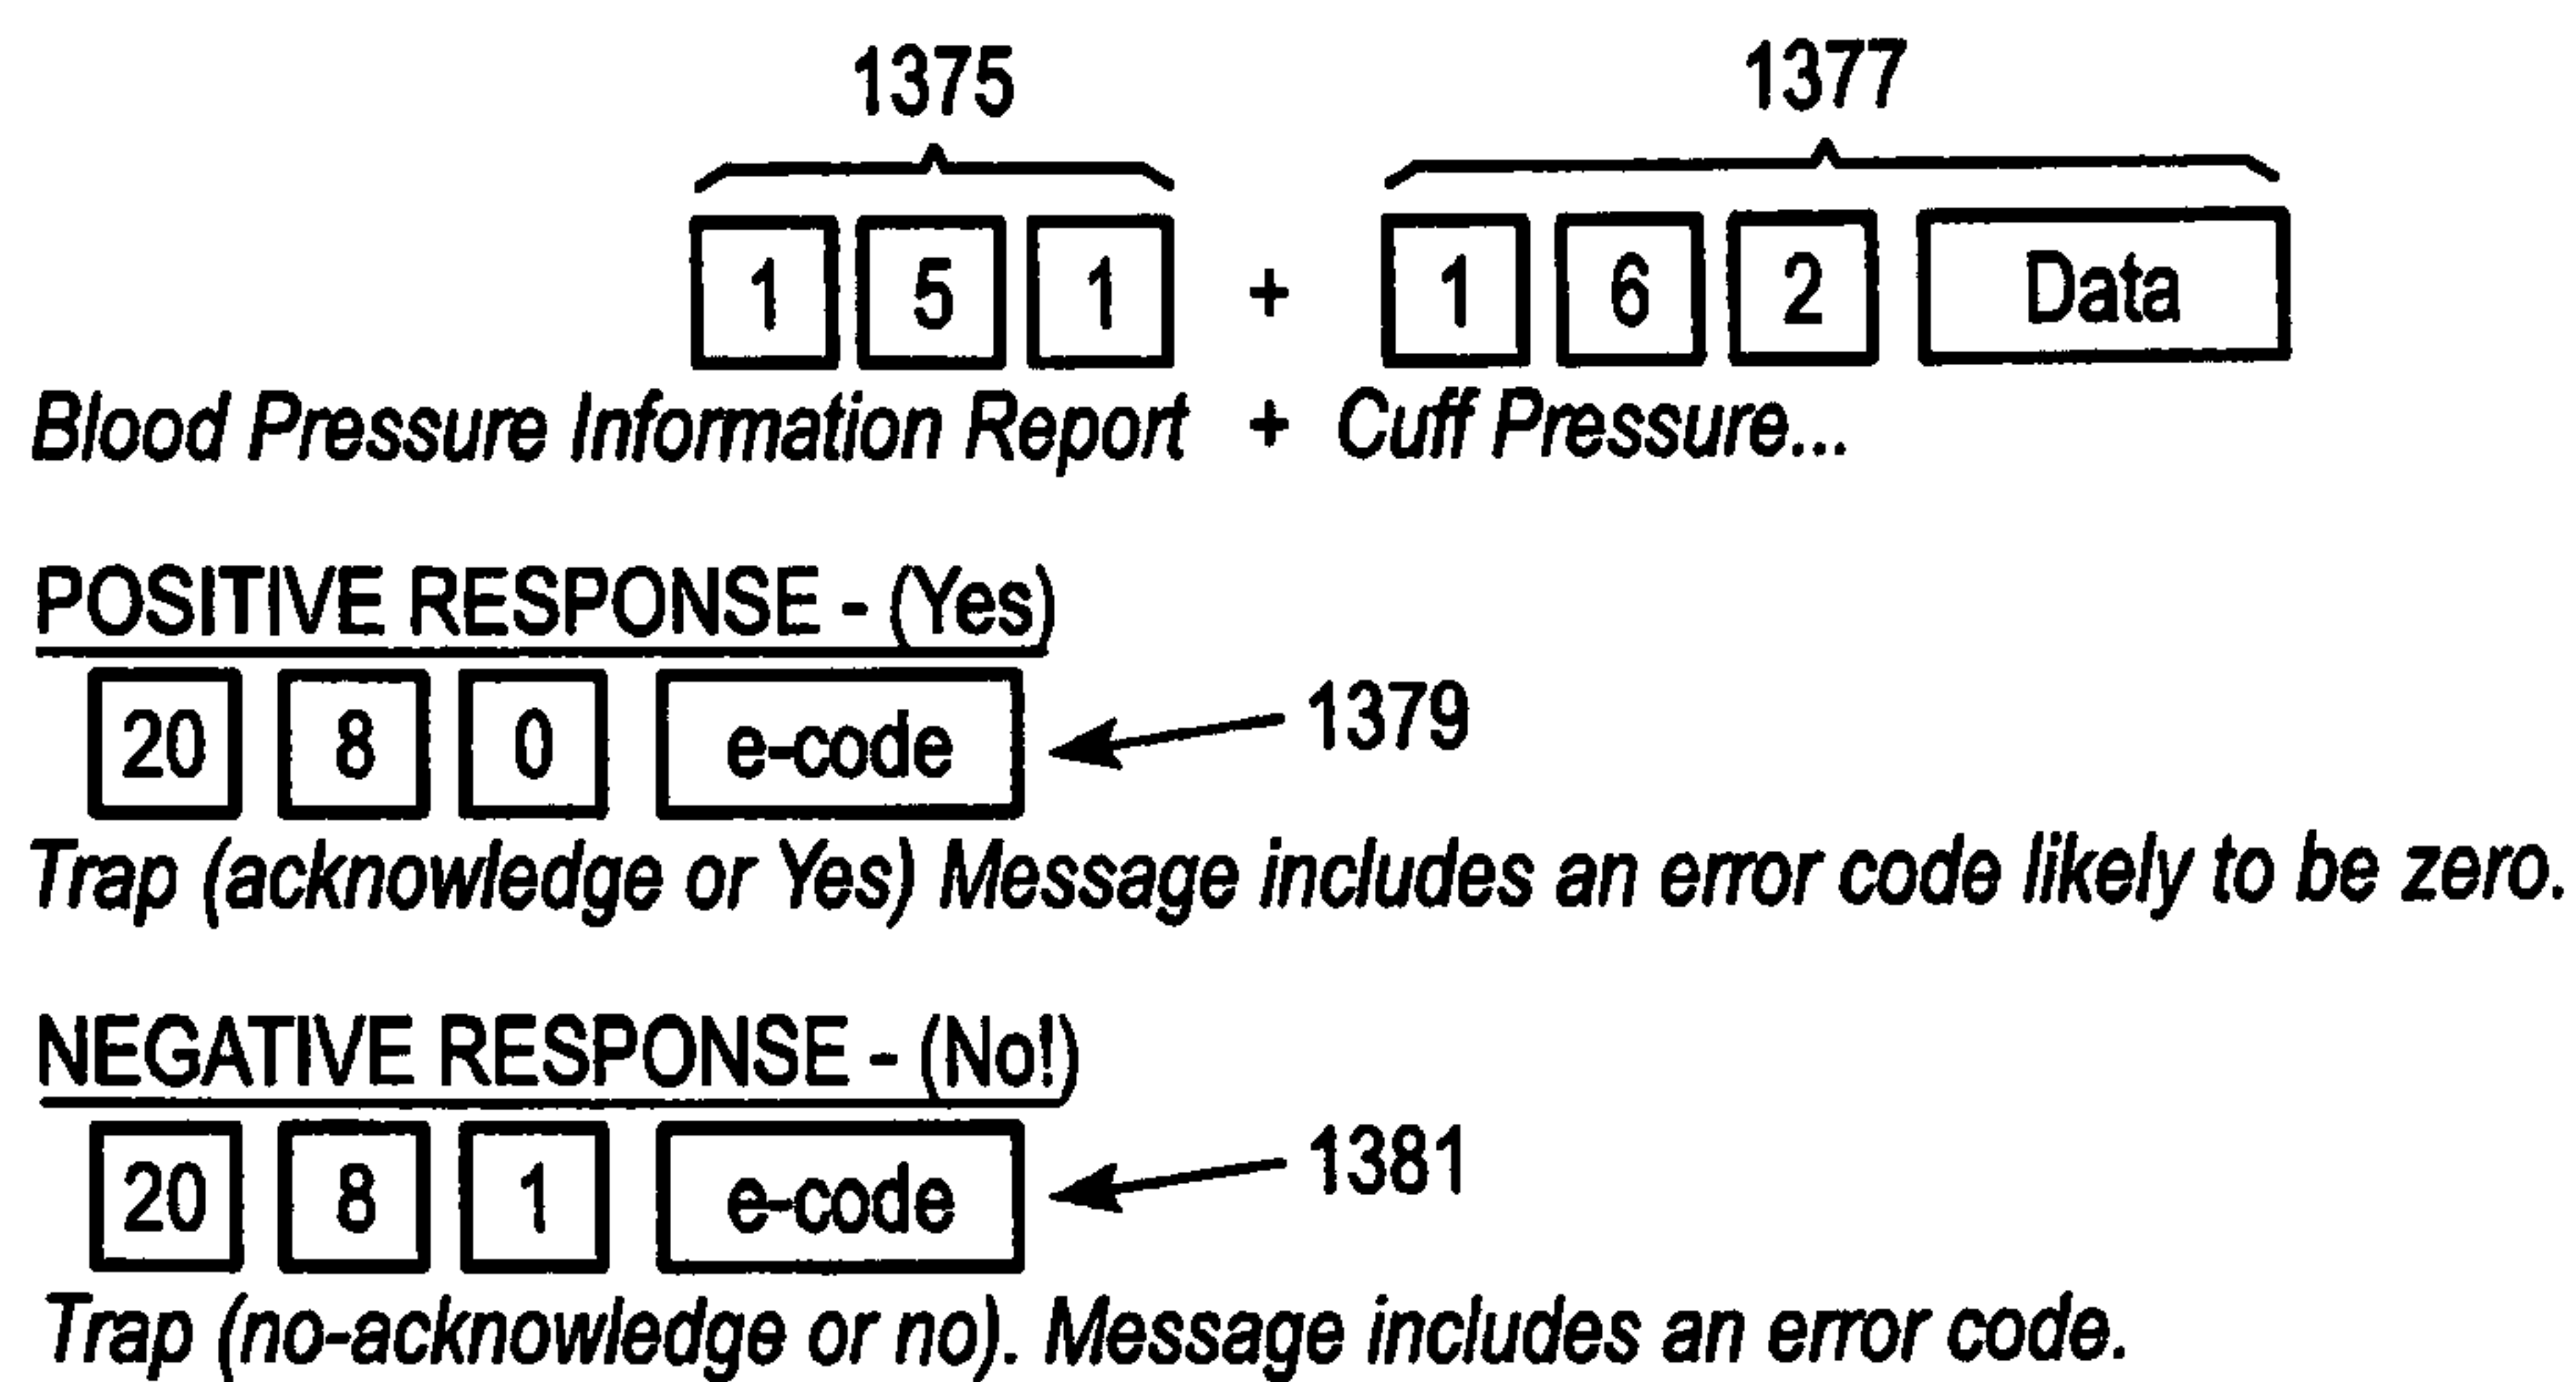 1375 1377
1 5 1 + 1 6 2 Data
Blood Pressure Information Report + Cuff Pressure...
POSITIVE RESPONSE - (Yes)
20 8 0 e-code 1379
Trap (acknowledge or Yes) Message includes an error code likely to be zero.
NEGATIVE RESPONSE - (No!)
20 8 1 e-code 1381
Trap (no-acknowledge or no). Message includes an error code.